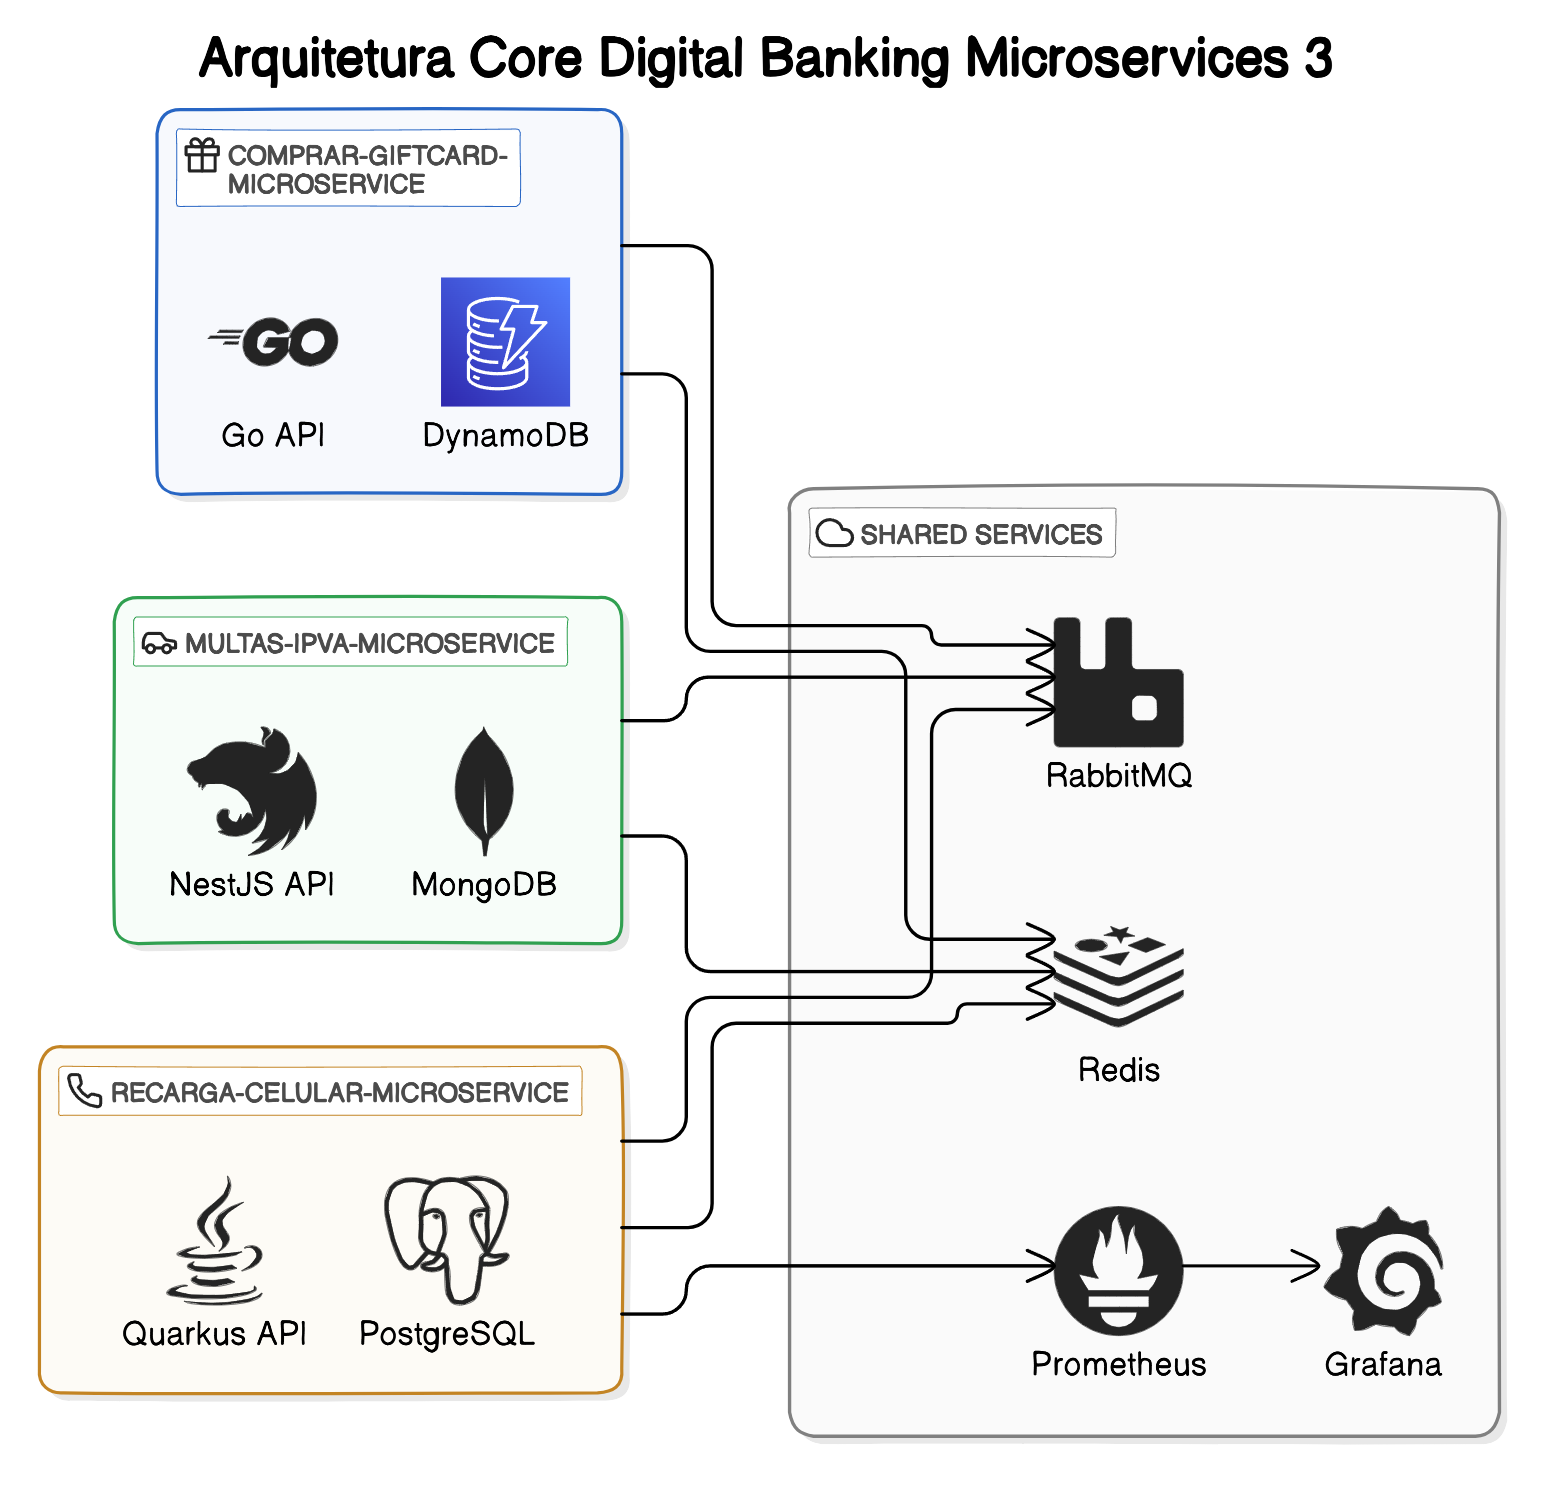 Arquitetura Core Digital Banking Microservices 3
COMPRAR-GIFTCARD-
MICROSERVICE
GO
Go API
DynamoDB
SHARED SERVICES
MULTAS-IPVA-MICROSERVICE
RabbitMQ
NestJS API
MongoDB
Redis
RECARGA-CELULAR-MICROSERVICE
Quarkus API
PostgreSQL
Prometheus
Grafana